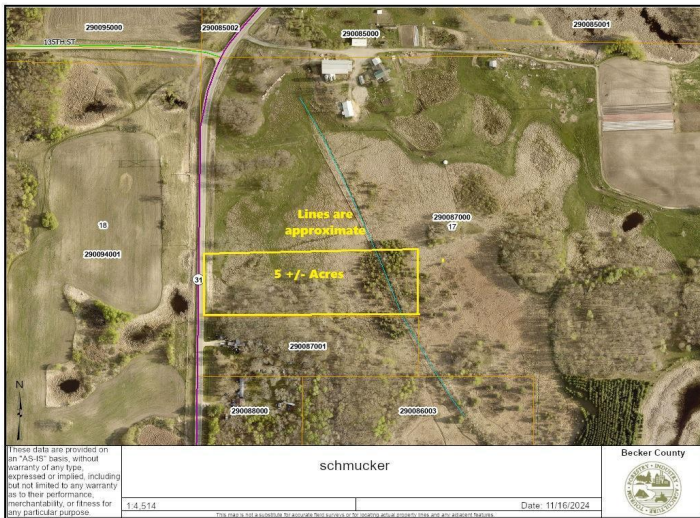 290095000
290085002
290085000
290085001
135TH ST
Lines are
approximate
290087000
17
18
290094001
5 +/- Acres
31
290087001
290088000
290086003
N
These data are provided on
an "AS-IS" basis, without
warranty of any type,
expressed or implied, including
but not limited to any warranty
as to their performance,
merchantability, or fitness for
any particular purpose.
schmucker
1:4,514
Date: 11/16/2024
This map is not a substitute for accurate field surveys or for locating actual property lines and any adjacent features.
Becker County